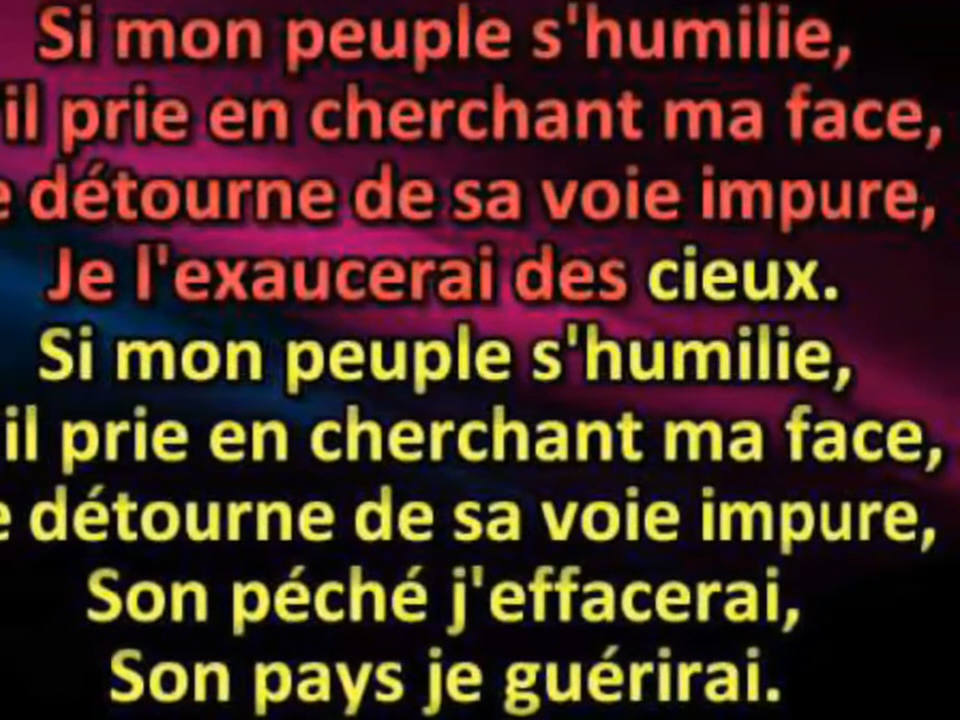 Si mon peuple s'humilie,
il prie en cherchant ma face,
détourne de sa voie impure,
Je l'exaucerai des cieux.
Si mon peuple s'humilie,
il prie en cherchant ma face,
détourne de sa voie impure,
Son péché j'effacerai,
Son pays je guérirai.